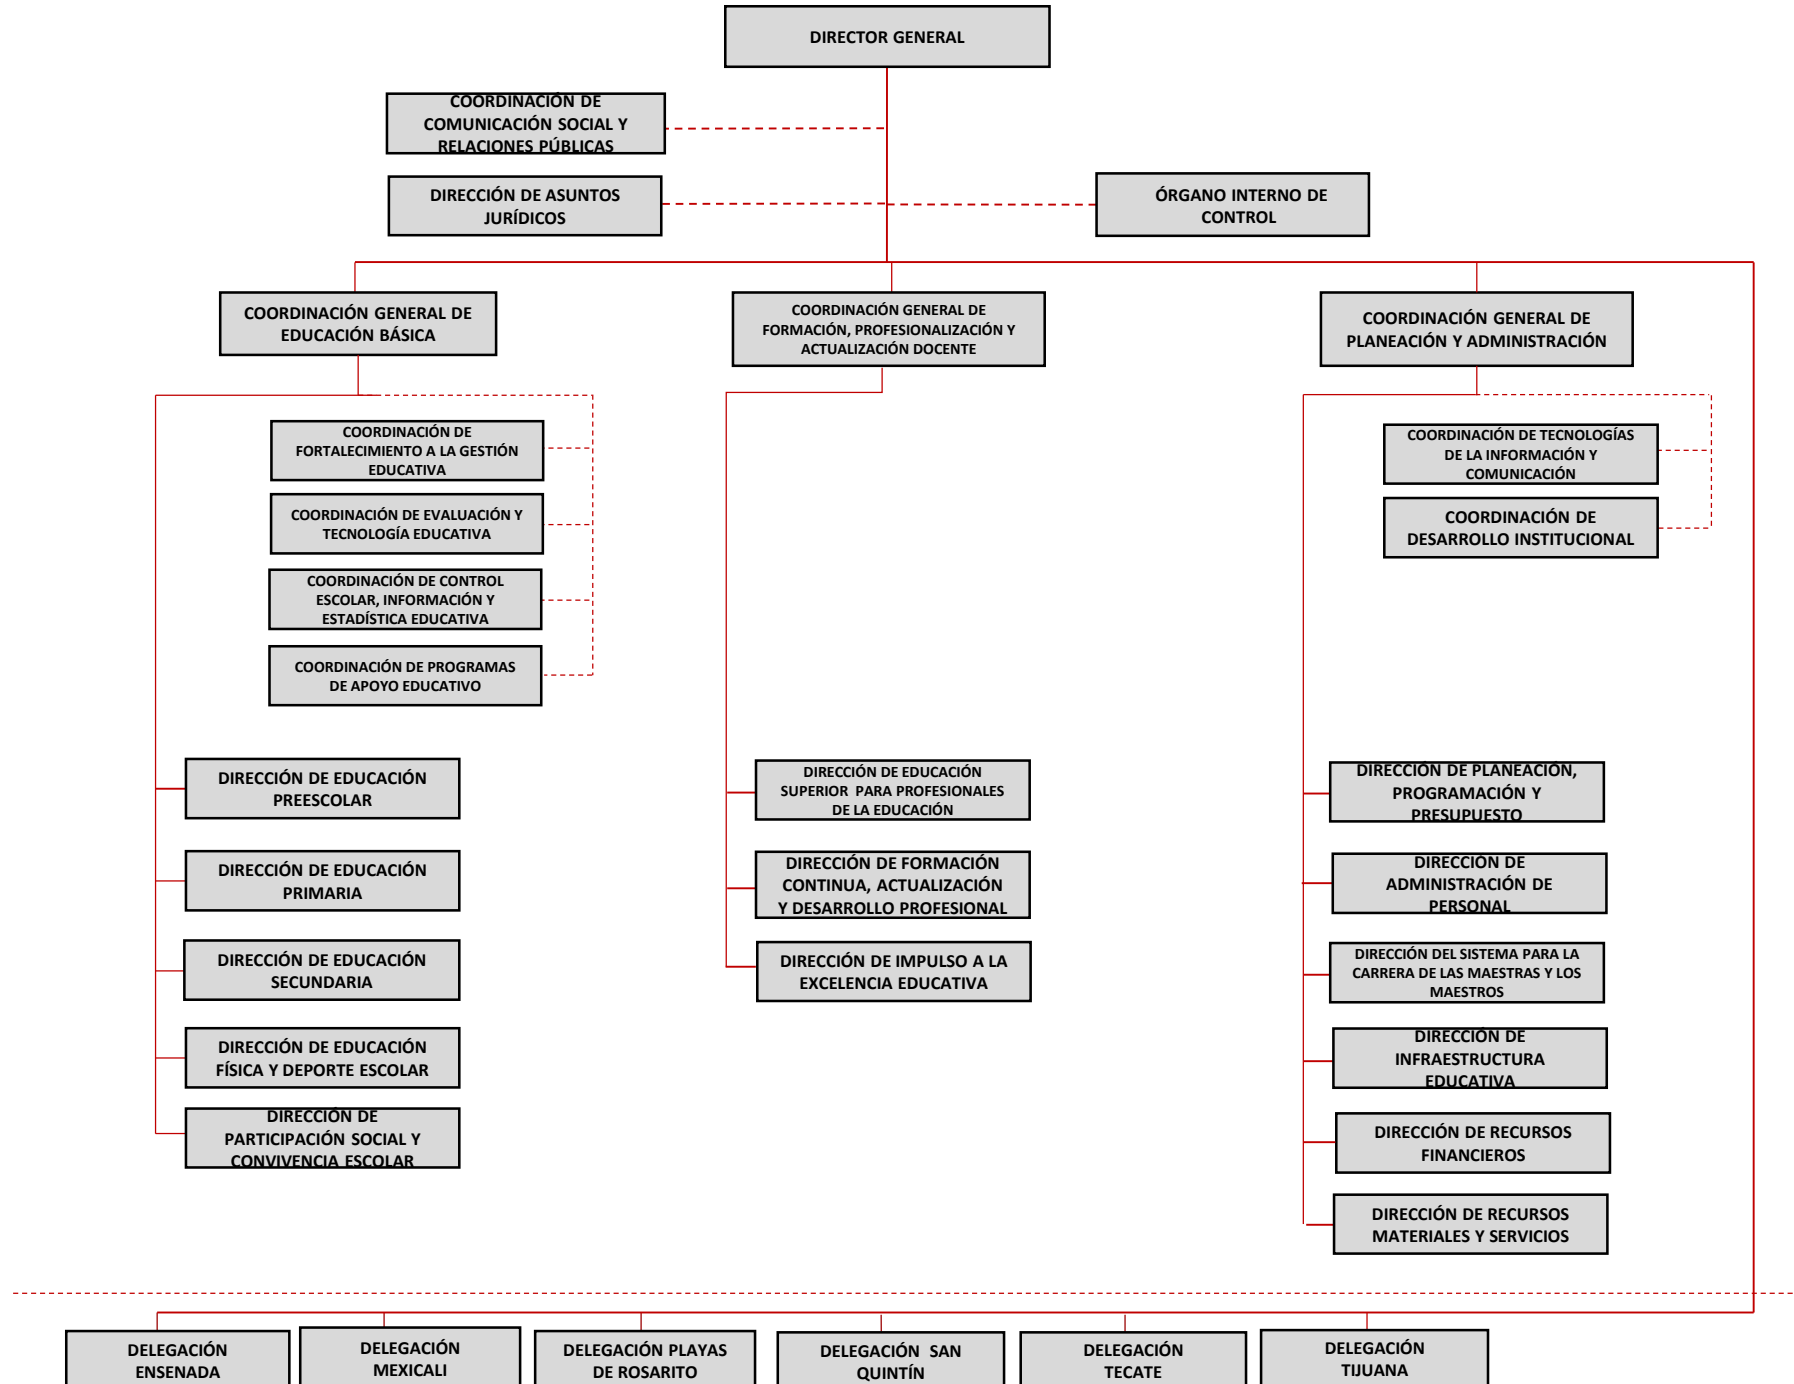 DIRECTOR GENERAL
COORDINACIÓN DE
COMUNICACIÓN SOCIAL Y
RELACIONES PÚBLICAS
DIRECCIÓN DE ASUNTOS
JURÍDICOS
ÓRGANO INTERNO DE
CONTROL
COORDINACIÓN GENERAL DE
EDUCACIÓN BÁSICA
COORDINACIÓN GENERAL DE
FORMACIÓN, PROFESIONALIZACIÓN Y
ACTUALIZACIÓN DOCENTE
COORDINACIÓN GENERAL DE
PLANEACIÓN Y ADMINISTRACIÓN
COORDINACIÓN DE
FORTALECIMIENTO A LA GESTIÓN
EDUCATIVA
COORDINACIÓN DE EVALUACIÓN Y
TECNOLOGÍA EDUCATIVA
COORDINACIÓN DE CONTROL
ESCOLAR, INFORMACIÓN Y
ESTADÍSTICA EDUCATIVA
COORDINACIÓN DE PROGRAMAS
DE APOYO EDUCATIVO
COORDINACIÓN DE TECNOLOGÍAS
DE LA INFORMACIÓN Y
COMUNICACIÓN
COORDINACIÓN DE
DESARROLLO INSTITUCIONAL
DIRECCIÓN DE EDUCACIÓN
PREESCOLAR
DIRECCIÓN DE EDUCACIÓN
PRIMARIA
DIRECCIÓN DE EDUCACIÓN
SECUNDARIA
DIRECCIÓN DE EDUCACIÓN
FÍSICA Y DEPORTE ESCOLAR
DIRECCIÓN DE
PARTICIPACIÓN SOCIAL Y
CONVIVENCIA ESCOLAR
DIRECCIÓN DE EDUCACIÓN
SUPERIOR PARA PROFESIONALES
DE LA EDUCACIÓN
DIRECCIÓN DE FORMACIÓN
CONTINUA, ACTUALIZACIÓN
Y DESARROLLO PROFESIONAL
DIRECCIÓN DE IMPULSO A LA
EXCELENCIA EDUCATIVA
DIRECCIÓN DE PLANEACIÓN,
PROGRAMACIÓN Y
PRESUPUESTO
DIRECCIÓN DE
ADMINISTRACIÓN DE
PERSONAL
DIRECCIÓN DEL SISTEMA PARA LA
CARRERA DE LAS MAESTRAS Y LOS
MAESTROS
DIRECCIÓN DE
INFRAESTRUCTURA
EDUCATIVA
DIRECCIÓN DE RECURSOS
FINANCIEROS
DIRECCIÓN DE RECURSOS
MATERIALES Y SERVICIOS
DELEGACIÓN
ENSENADA
DELEGACIÓN
MEXICALI
DELEGACIÓN PLAYAS
DE ROSARITO
DELEGACIÓN SAN
QUINTÍN
DELEGACIÓN
TECATE
DELEGACIÓN
TIJUANA